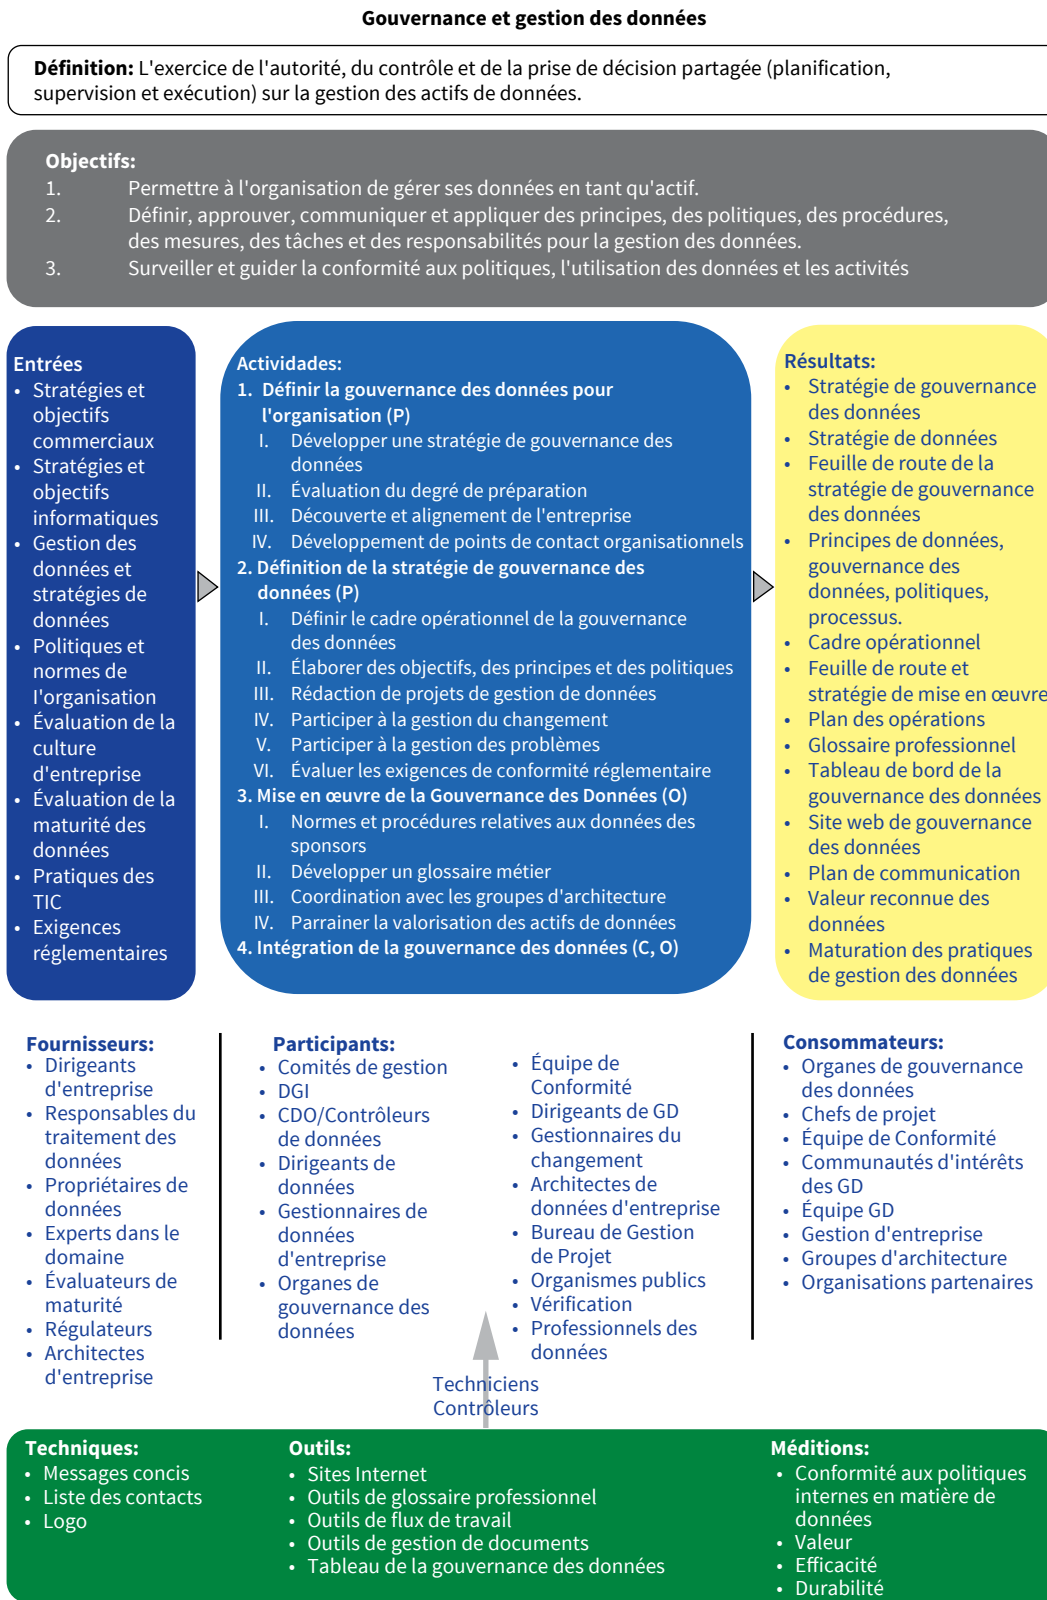 Gouvernance et gestion des données
Définition: L'exercice de l'autorité, du contrôle et de la prise de décision partagée (planification,
supervision et exécution) sur la gestion des actifs de données.
Objectifs:
1. Permettre à l'organisation de gérer ses données en tant qu'actif.
2. Définir, approuver, communiquer et appliquer des principes, des politiques, des procédures,
des mesures, des tâches et des responsabilités pour la gestion des données.
3. Surveiller et guider la conformité aux politiques, l'utilisation des données et les activités
Entrées
• Stratégies et
objectifs
commerciaux
• Stratégies et
objectifs
informatiques
• Gestion des
données et
stratégies de
données
• Politiques et
normes de
l'organisation
• Évaluation de la
culture
d'entreprise
• Évaluation de la
maturité des
données
• Pratiques des
TIC
• Exigences
réglementaires
Actividades:
1. Définir la gouvernance des données pour
l'organisation (P)
I. Développer une stratégie de gouvernance des
données
II. Évaluation du degré de préparation
III. Découverte et alignement de l'entreprise
IV. Développement de points de contact organisationnels
2. Définition de la stratégie de gouvernance des
données (P)
I. Définir le cadre opérationnel de la gouvernance
des données
II. Élaborer des objectifs, des principes et des politiques
III. Rédaction de projets de gestion de données
IV. Participer à la gestion du changement
V. Participer à la gestion des problèmes
VI. Évaluer les exigences de conformité réglementaire
3. Mise en œuvre de la Gouvernance des Données (O)
I. Normes et procédures relatives aux données des
sponsors
II. Développer un glossaire métier
III. Coordination avec les groupes d'architecture
IV. Parrainer la valorisation des actifs de données
4. Intégration de la gouvernance des données (C, O)
Résultats:
• Stratégie de gouvernance
des données
• Stratégie de données
• Feuille de route de la
stratégie de gouvernance
des données
• Principes de données,
gouvernance des
données, politiques,
processus.
• Cadre opérationnel
• Feuille de route et
stratégie de mise en œuvre
• Plan des opérations
• Glossaire professionnel
• Tableau de bord de la
gouvernance des données
• Site web de gouvernance
des données
• Plan de communication
• Valeur reconnue des
données
• Maturation des pratiques
de gestion des données
Fournisseurs:
• Dirigeants
d'entreprise
• Responsables du
traitement des
données
• Propriétaires de
données
• Experts dans le
domaine
• Évaluateurs de
maturité
• Régulateurs
• Architectes
d'entreprise
Participants:
• Comités de gestion
• DGI
• CDO/Contrôleurs
de données
• Dirigeants de
données
• Gestionnaires de
données
d'entreprise
• Organes de
gouvernance des
données
• Équipe de
Conformité
• Dirigeants de GD
• Gestionnaires du
changement
• Architectes de
données d'entreprise
• Bureau de Gestion
de Projet
• Organismes publics
• Vérification
• Professionnels des
données
Consommateurs:
• Organes de gouvernance
des données
• Chefs de projet
• Équipe de Conformité
• Communautés d'intérêts
des GD
• Équipe GD
• Gestion d'entreprise
• Groupes d'architecture
• Organisations partenaires
Techniciens
Contrôleurs
Techniques:
• Messages concis
• Liste des contacts
• Logo
Outils:
• Sites Internet
• Outils de glossaire professionnel
• Outils de flux de travail
• Outils de gestion de documents
• Tableau de la gouvernance des données
Méditions:
• Conformité aux politiques
internes en matière de
données
• Valeur
• Efficacité
• Durabilité